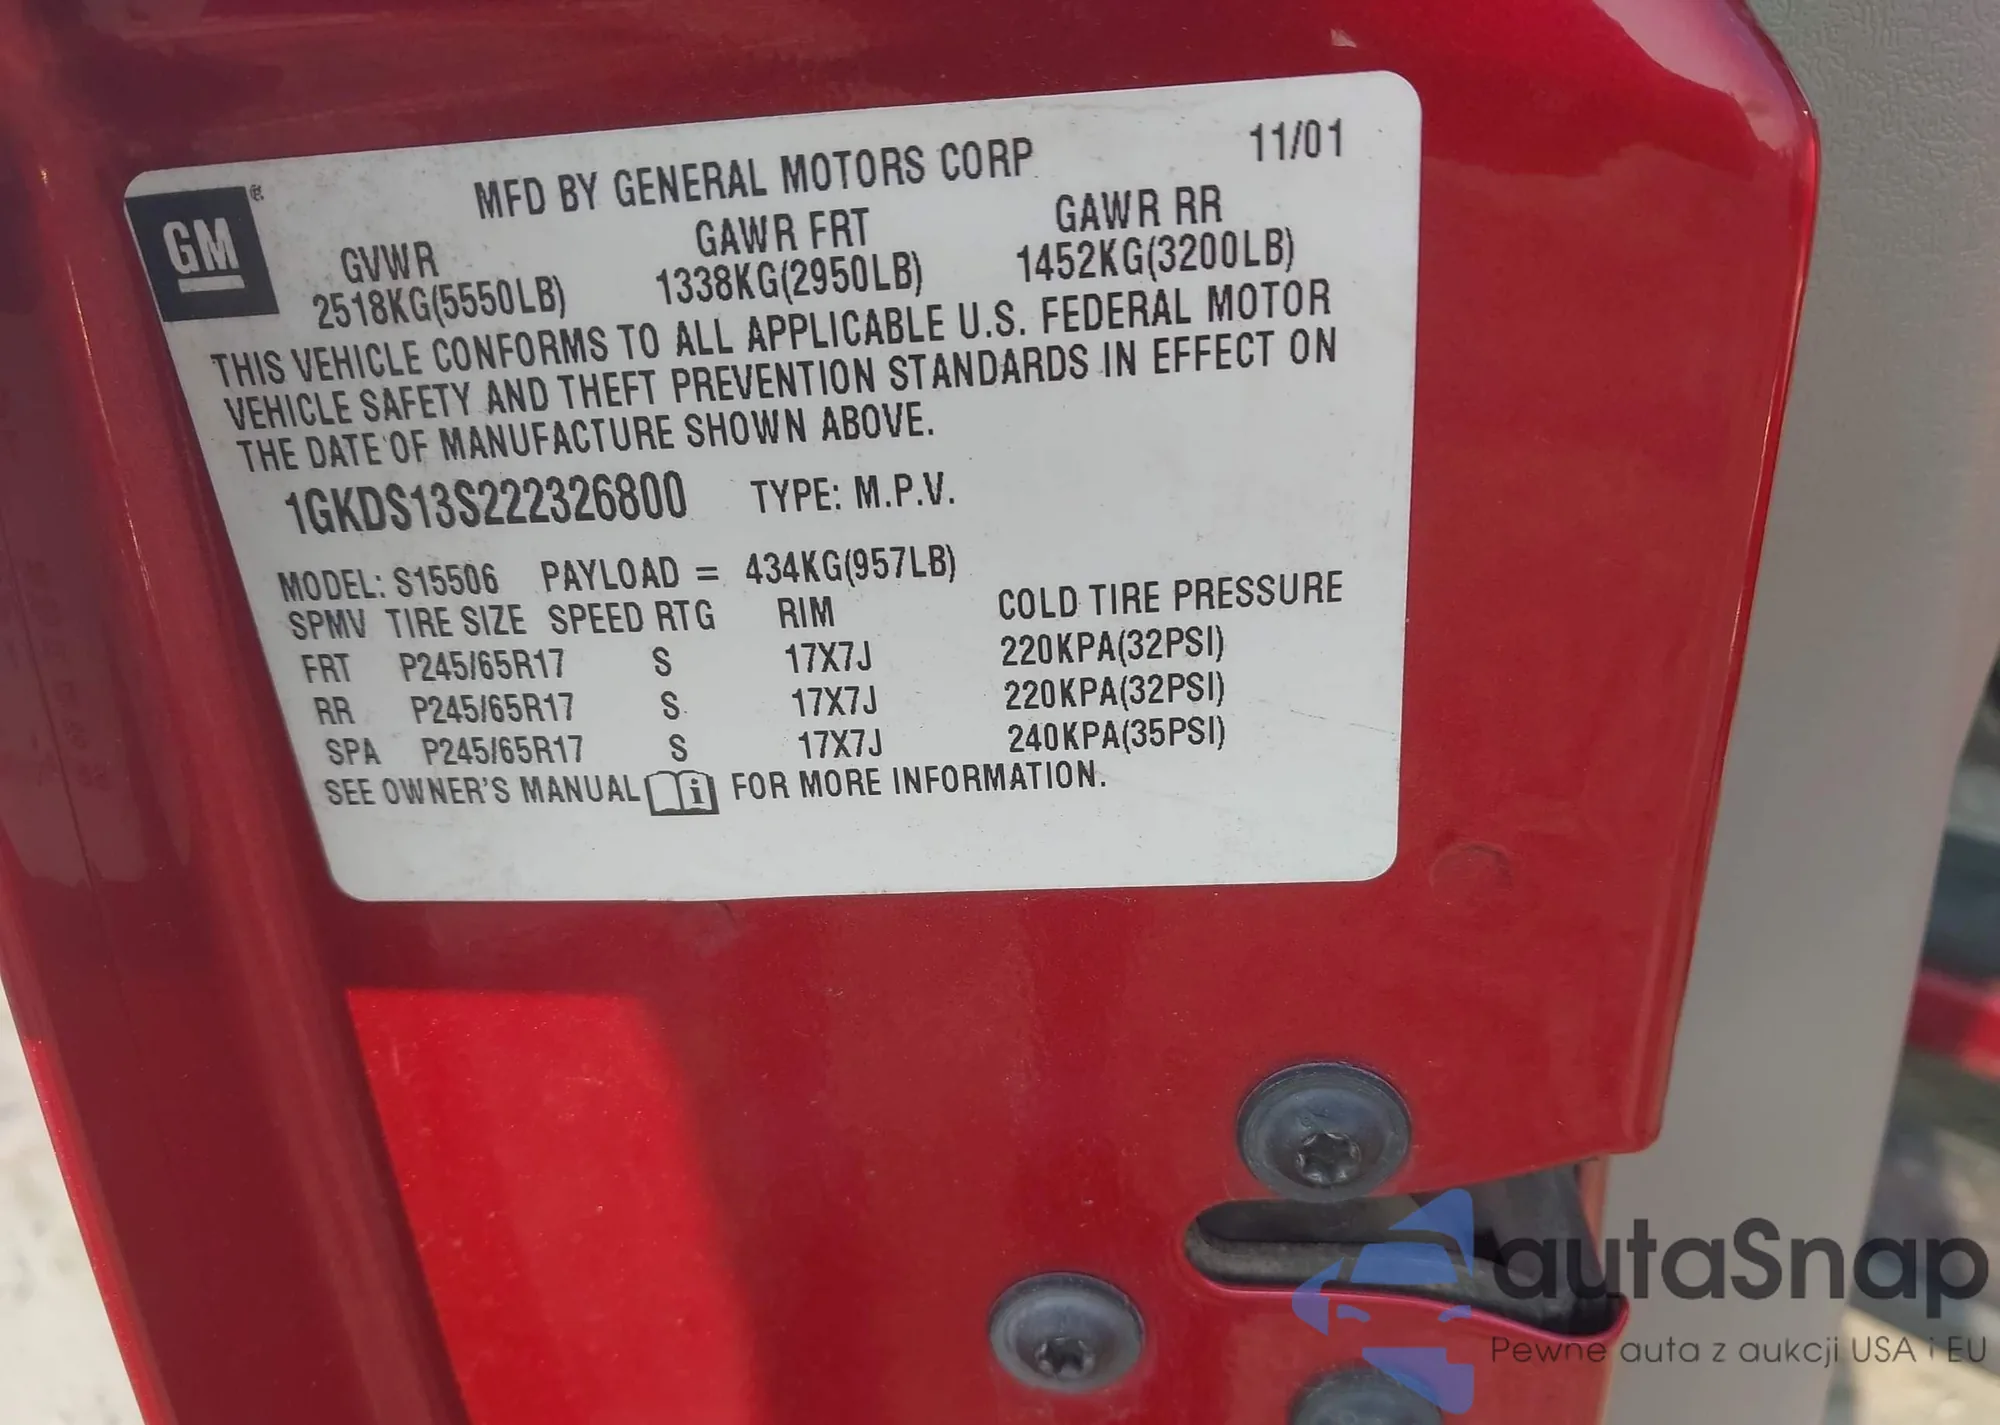 MFD BY GENERAL MOTORS CORP 11/01
GM ®
GVWR GAWR FRT GAWR RR
2518KG(5550LB) 1338KG(2950LB) 1452KG(3200LB)
THIS VEHICLE CONFORMS TO ALL APPLICABLE U.S. FEDERAL MOTOR
VEHICLE SAFETY AND THEFT PREVENTION STANDARDS IN EFFECT ON
THE DATE OF MANUFACTURE SHOWN ABOVE.
1GKDS13S222326800 TYPE: M.P.V.
MODEL: S15506 PAYLOAD = 434KG(957LB)
SPMV TIRE SIZE SPEED RTG RIM COLD TIRE PRESSURE
FRT P245/65R17 S 17X7J 220KPA(32PSI)
RR P245/65R17 S 17X7J 220KPA(32PSI)
SPA P245/65R17 S 17X7J 240KPA(35PSI)
SEE OWNER'S MANUAL i FOR MORE INFORMATION.
autaSnap
Pewne auta z aukcji USA i EU